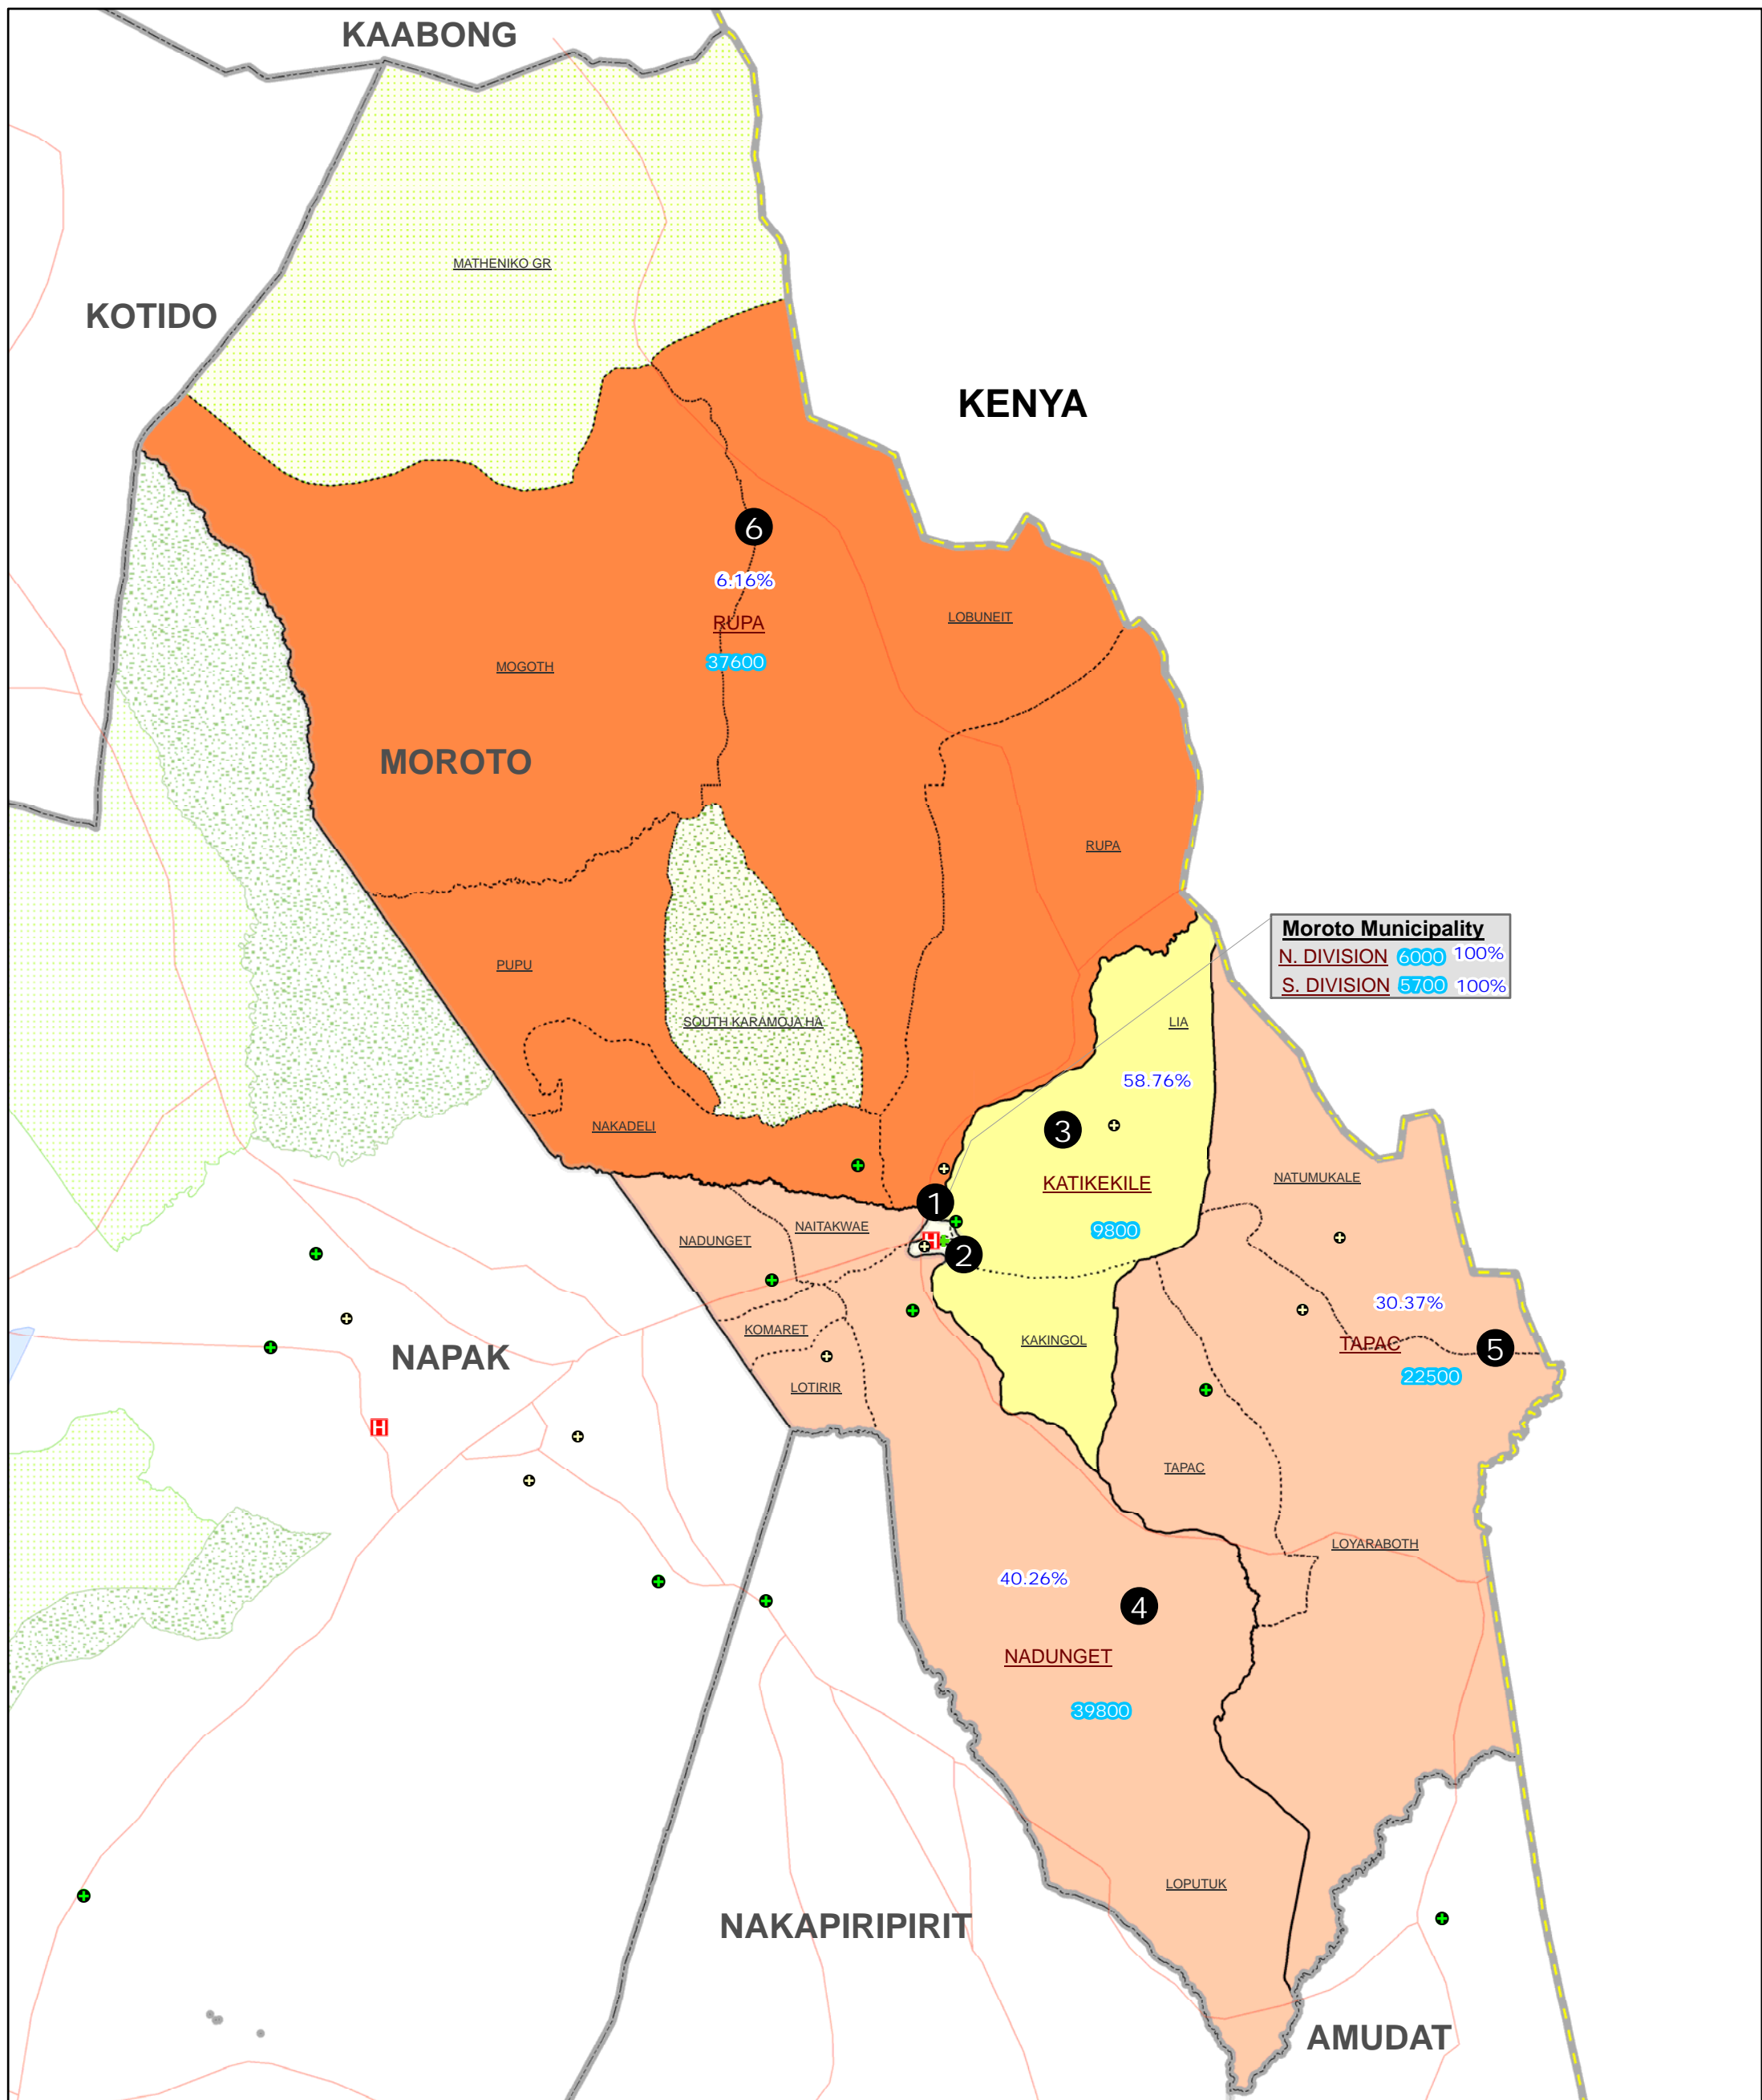 KAABONG
MATHENIKO GR
KOTIDO
KENYA
6
6.16%
RUPA
37600
LOBUNEIT
MOGOTH
MOROTO
RUPA
Moroto Municipality
N. DIVISION 6000 100%
S. DIVISION 5700 100%
PUPU
SOUTH KARAMOJA HA
LIA
58.76%
3
NAKADELI
KATIKEKILE
NATUMUKALE
1
NAITAKWAE
9800
NADUNGET
H
2
30.37%
KOMARET
KAKINGOL
TAPAC
5
NAPAK
22500
LOTIRIR
H
TAPAC
LOYARABOTH
40.26%
4
NADUNGET
39800
LOPUTUK
NAKAPIRIPIRIT
AMUDAT